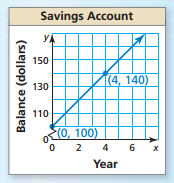 Savings Account
y
Balance (dollars)
150
130
110
0
(4, 140)
(0, 100)
0 2 4 6 x
Year